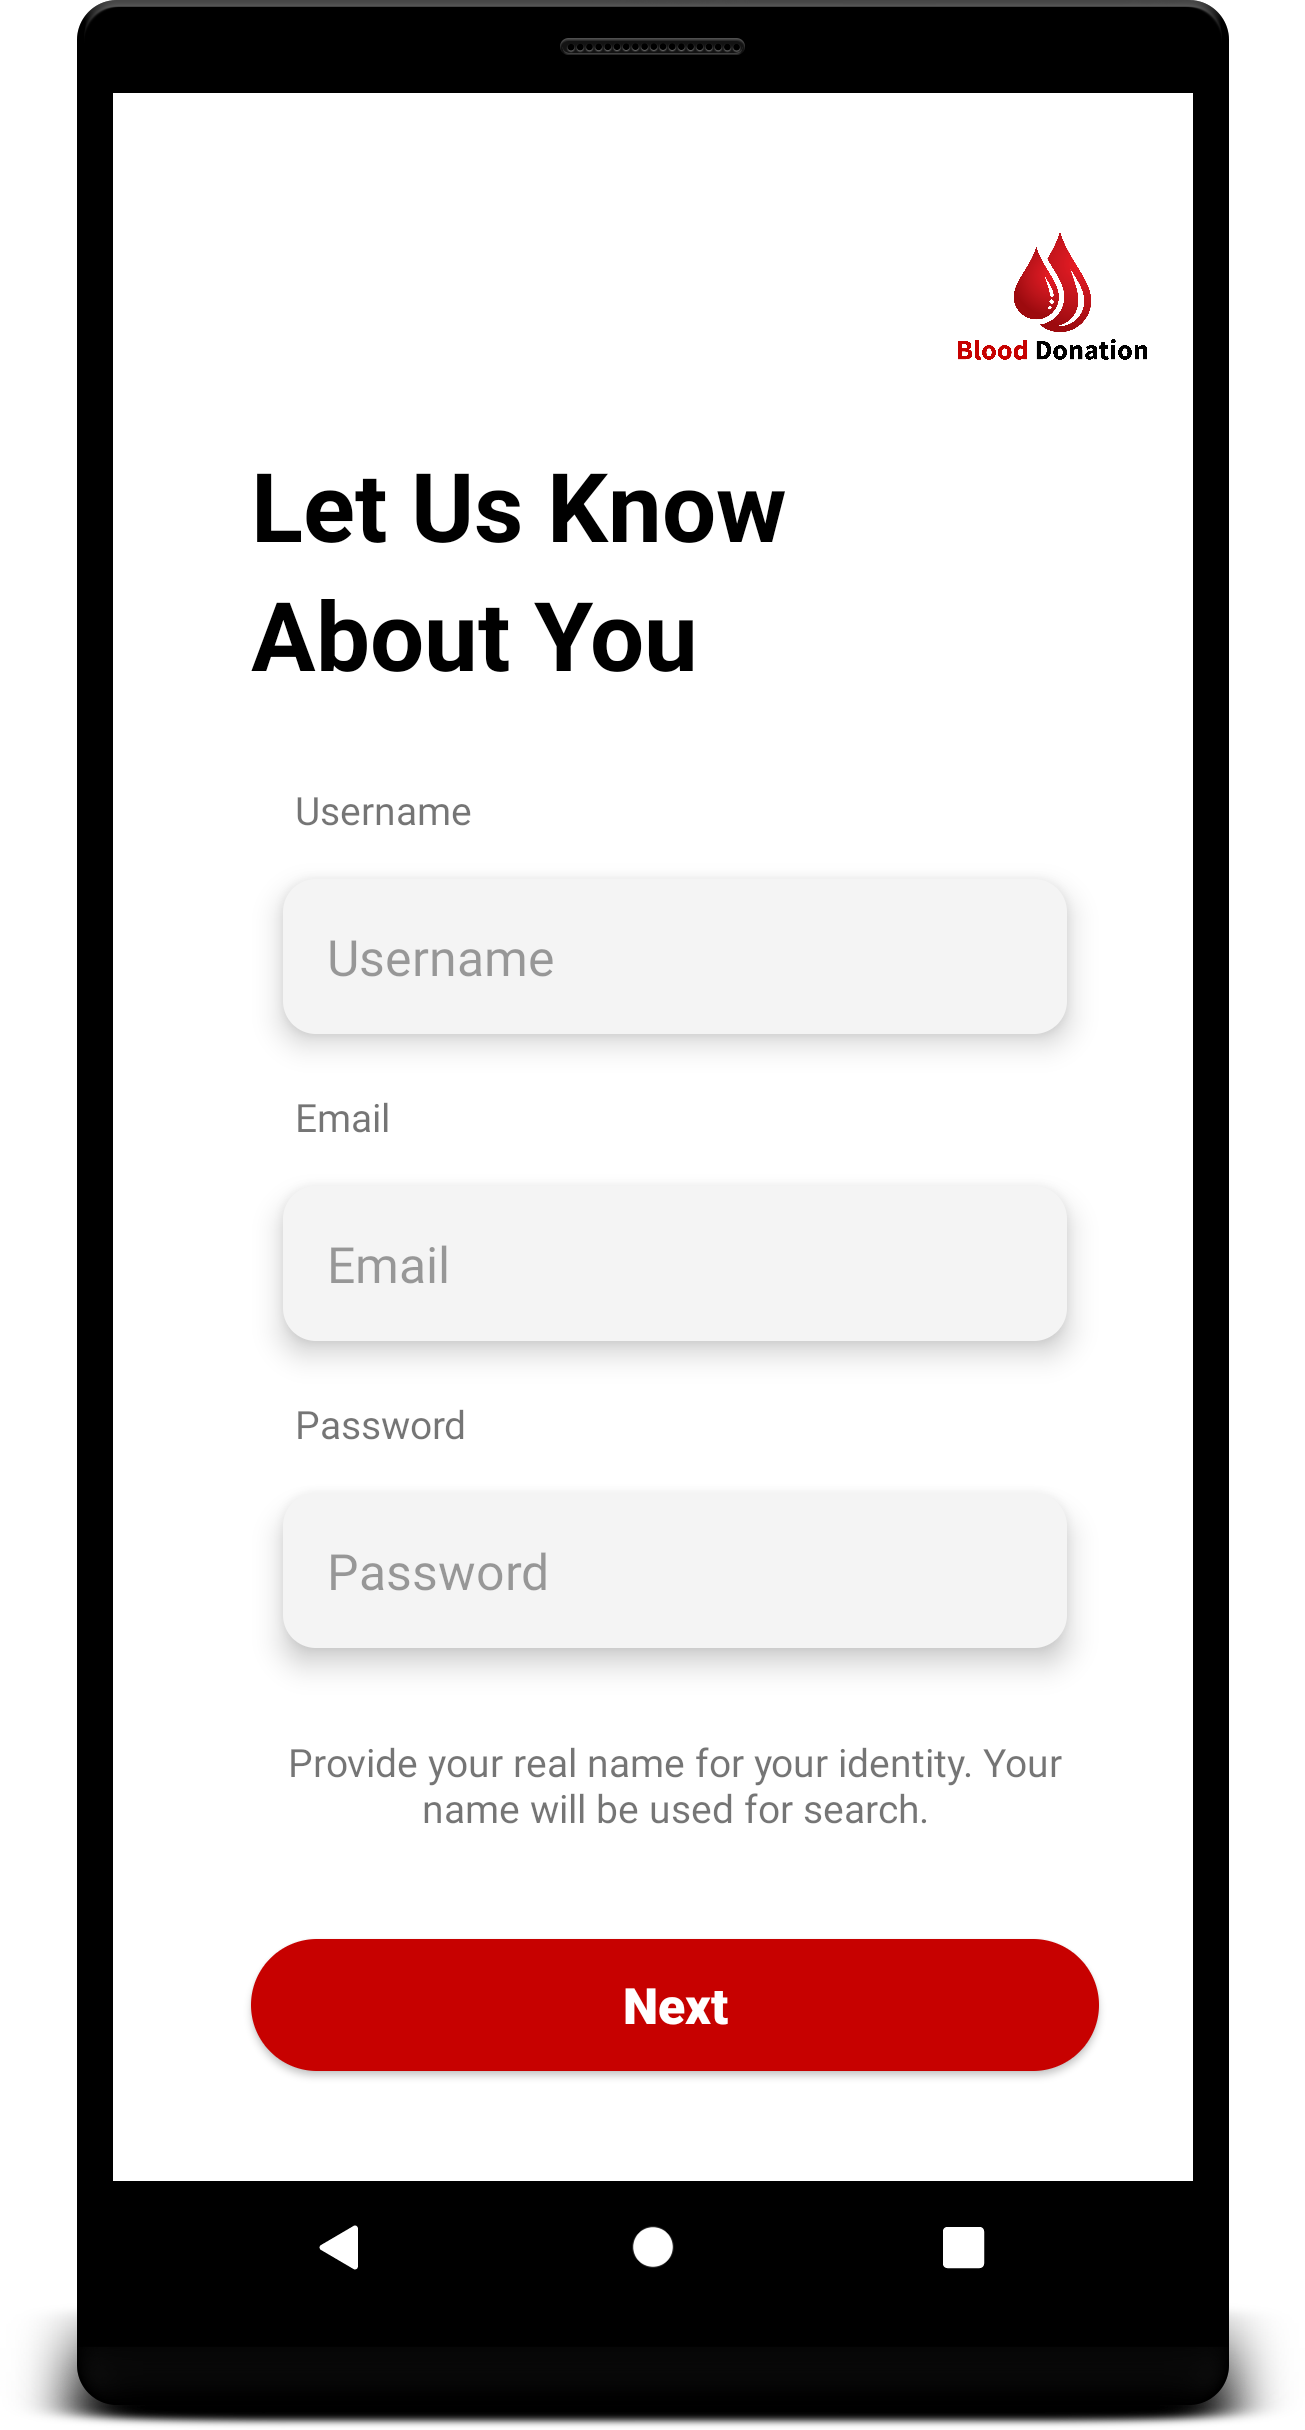 Blood Donation
Let Us Know
About You
Username
Username
Email
Email
Password
Password
Provide your real name for your identity. Your
name will be used for search.
Next